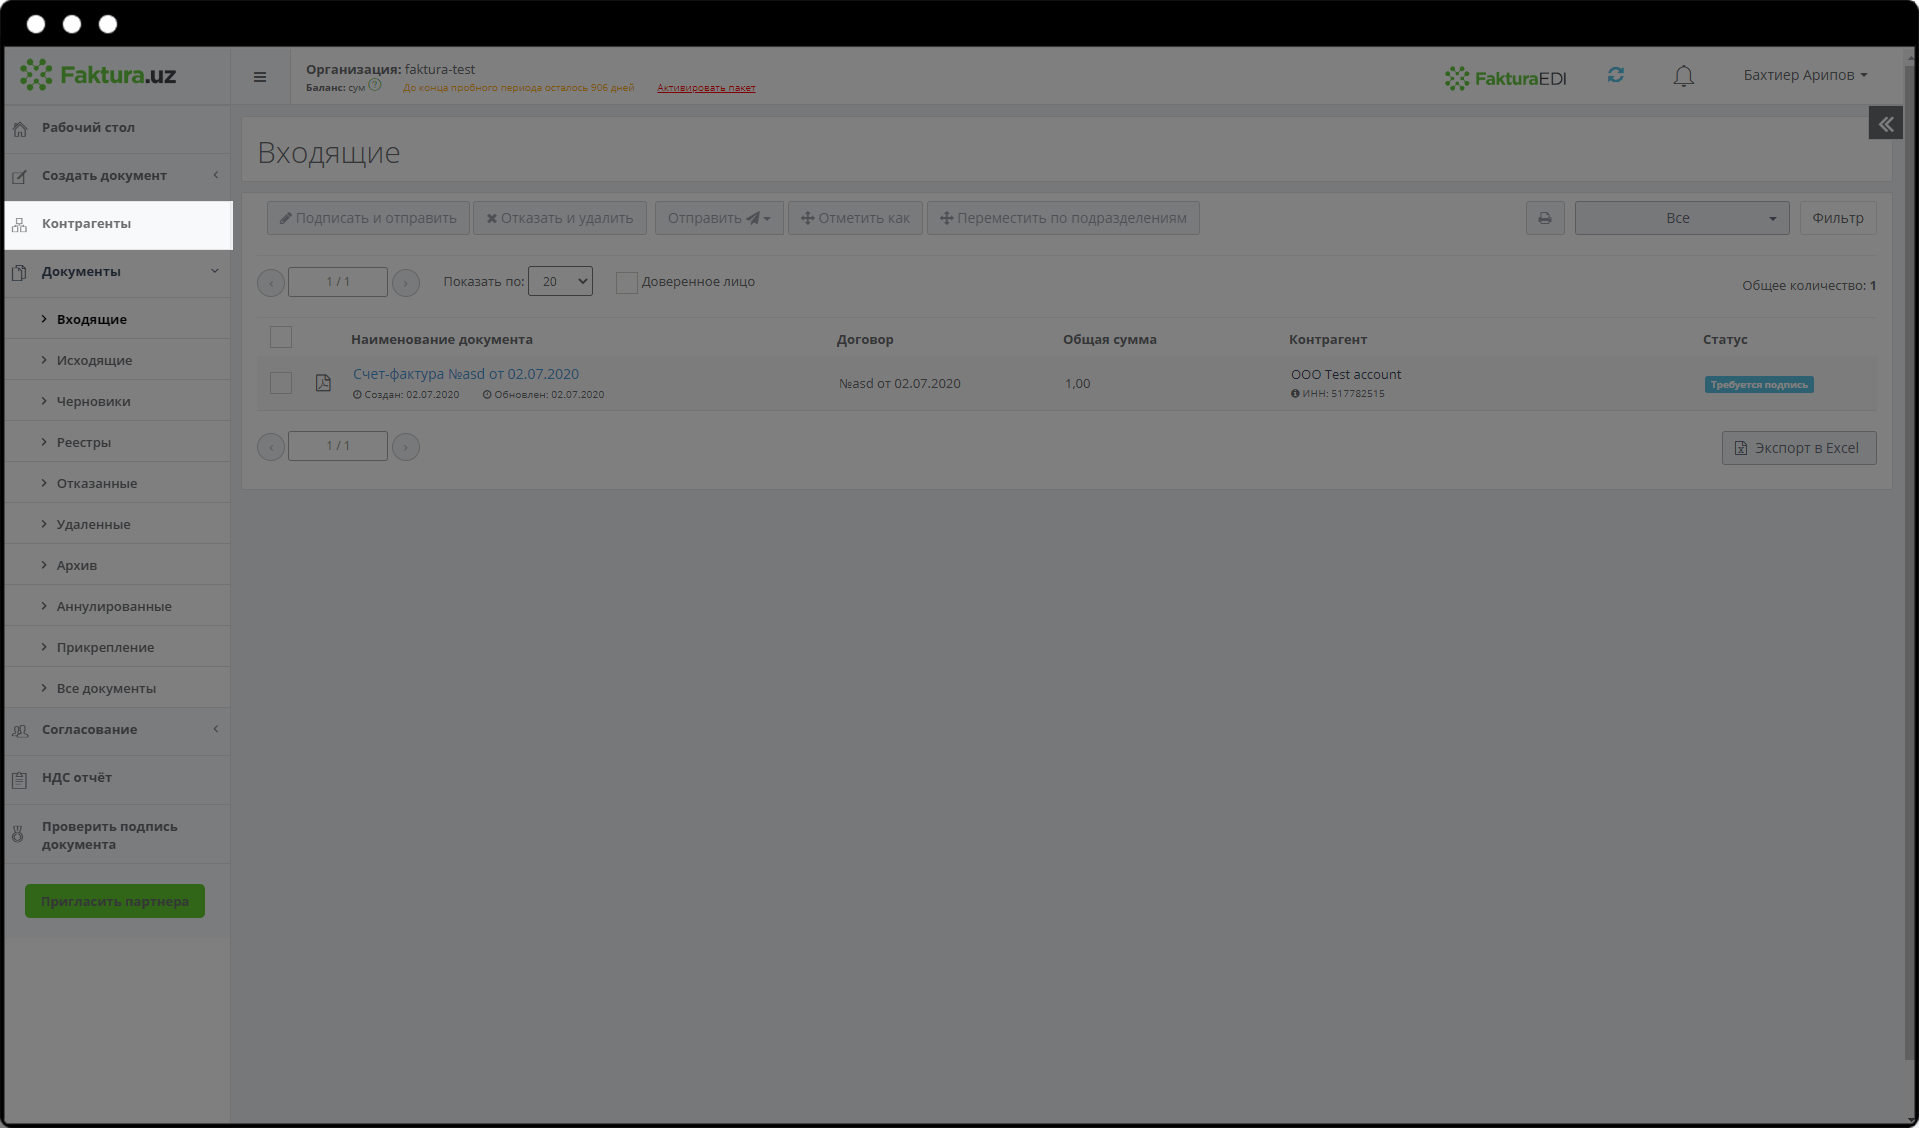 Faktura.uz
Организация: faktura-test
Баланс: сум ? До конца пробного периода осталось 906 дней Активировать пакет
FakturaEDI
Бахтиер Арипов
Рабочий стол
Создать документ
Контрагенты
Документы
Входящие
Исходящие
Черновики
Реестры
Отказанные
Удаленные
Архив
Аннулированные
Прикрепление
Все документы
Согласование
НДС отчёт
Проверить подпись
документа
Пригласить партнера
Входящие
Подписать и отправить Отказать и удалить Отправить Отметить как Переместить по подразделениям Все Фильтр
1 / 1 Показать по: 20 Доверенное лицо Общее количество: 1
Наименование документа Договор Общая сумма Контрагент Статус
Счет-фактура №asd от 02.07.2020 №asd от 02.07.2020 1,00 ООО Test account Требуется подпись
Создан: 02.07.2020 Обновлен: 02.07.2020 ИНН: 517782515
1 / 1 Экспорт в Excel